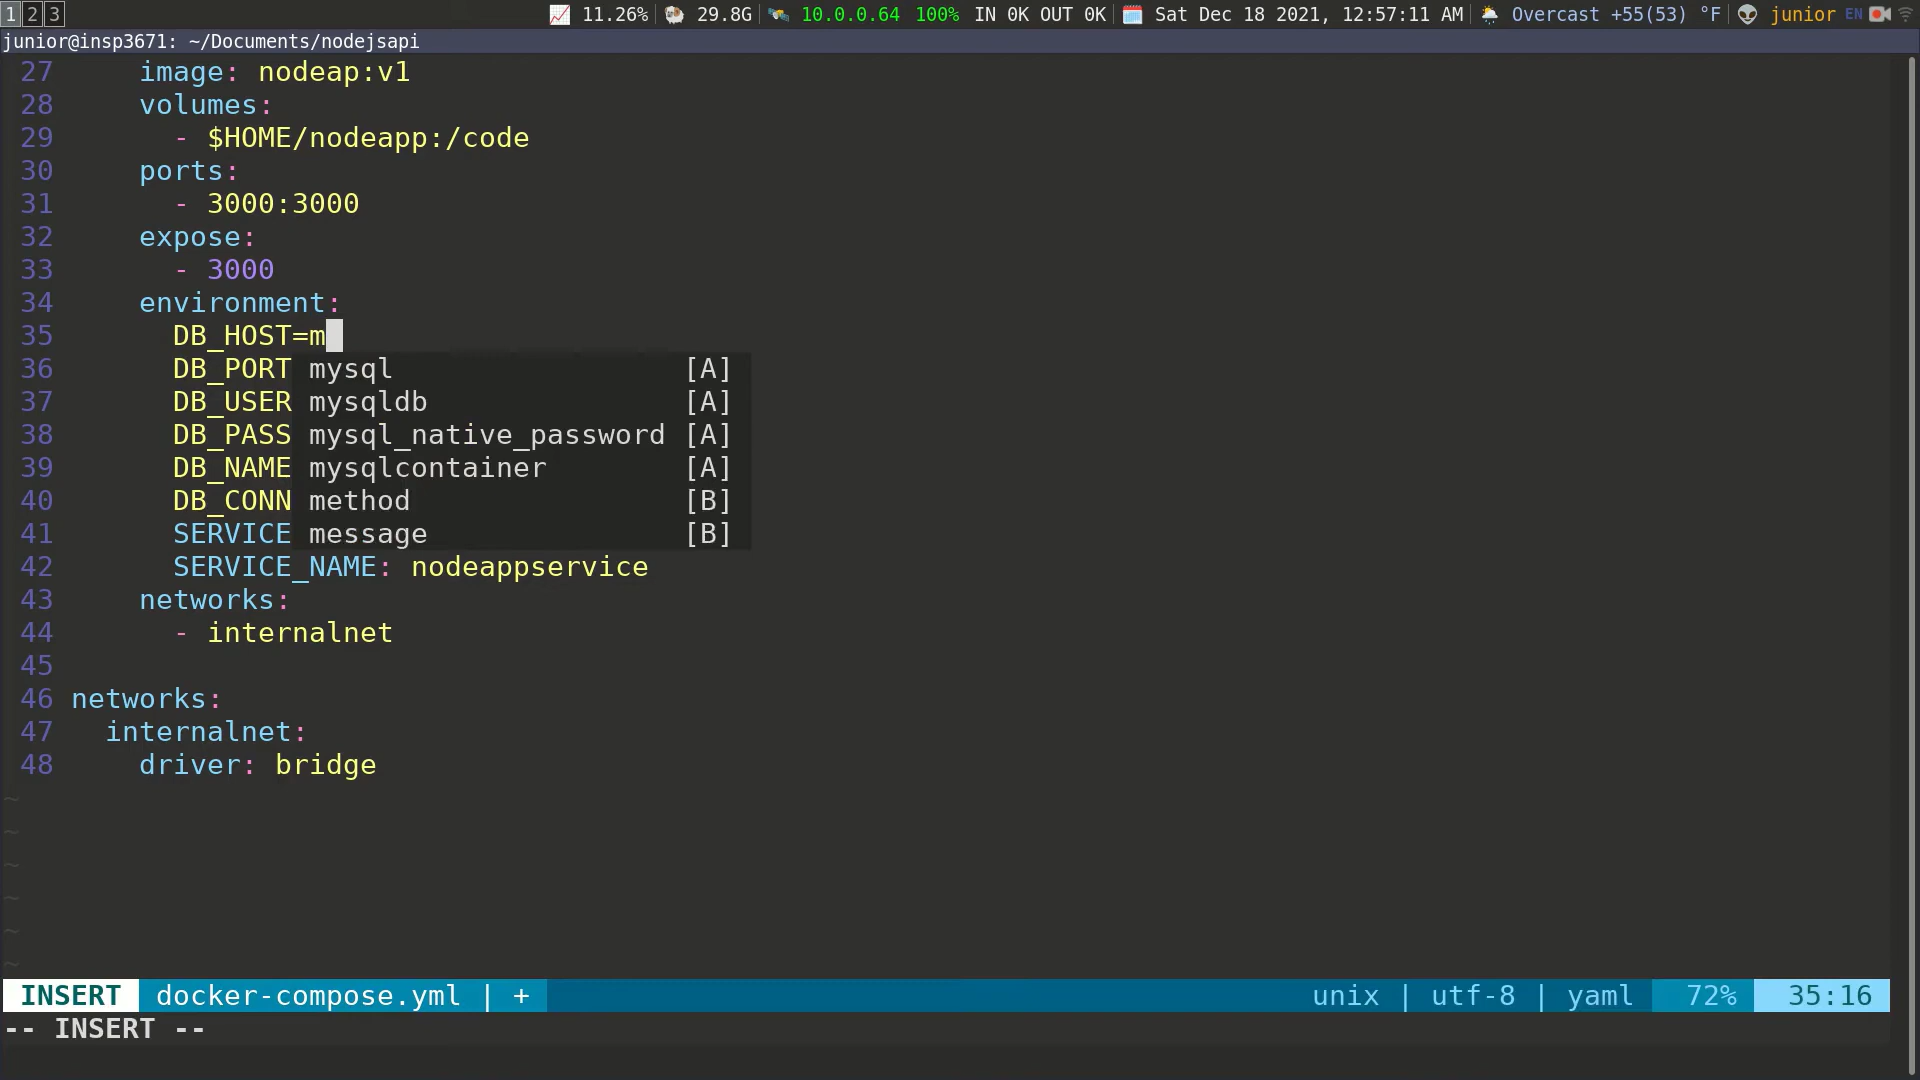 1 2 3 11.26% 29.8G 10.0.0.64 100% IN 0K OUT 0K Sat Dec 18 2021, 12:57:11 AM Overcast +55(53) °F junior EN
junior@insp3671: ~/Documents/nodejsapi
27 image: nodeap:v1
28 volumes:
29 - $HOME/nodeapp:/code
30 ports:
31 - 3000:3000
32 expose:
33 - 3000
34 environment:
35 DB_HOST=m
36 DB_PORT mysql [A]
37 DB_USER mysqldb [A]
38 DB_PASS mysql_native_password [A]
39 DB_NAME mysqlcontainer [A]
40 DB_CONN method [B]
41 SERVICE message [B]
42 SERVICE_NAME: nodeappservice
43 networks:
44 - internalnet
45
46 networks:
47 internalnet:
48 driver: bridge
~
~
~
~
~
~
INSERT docker-compose.yml | + unix | utf-8 | yaml 72% 35:16
-- INSERT --